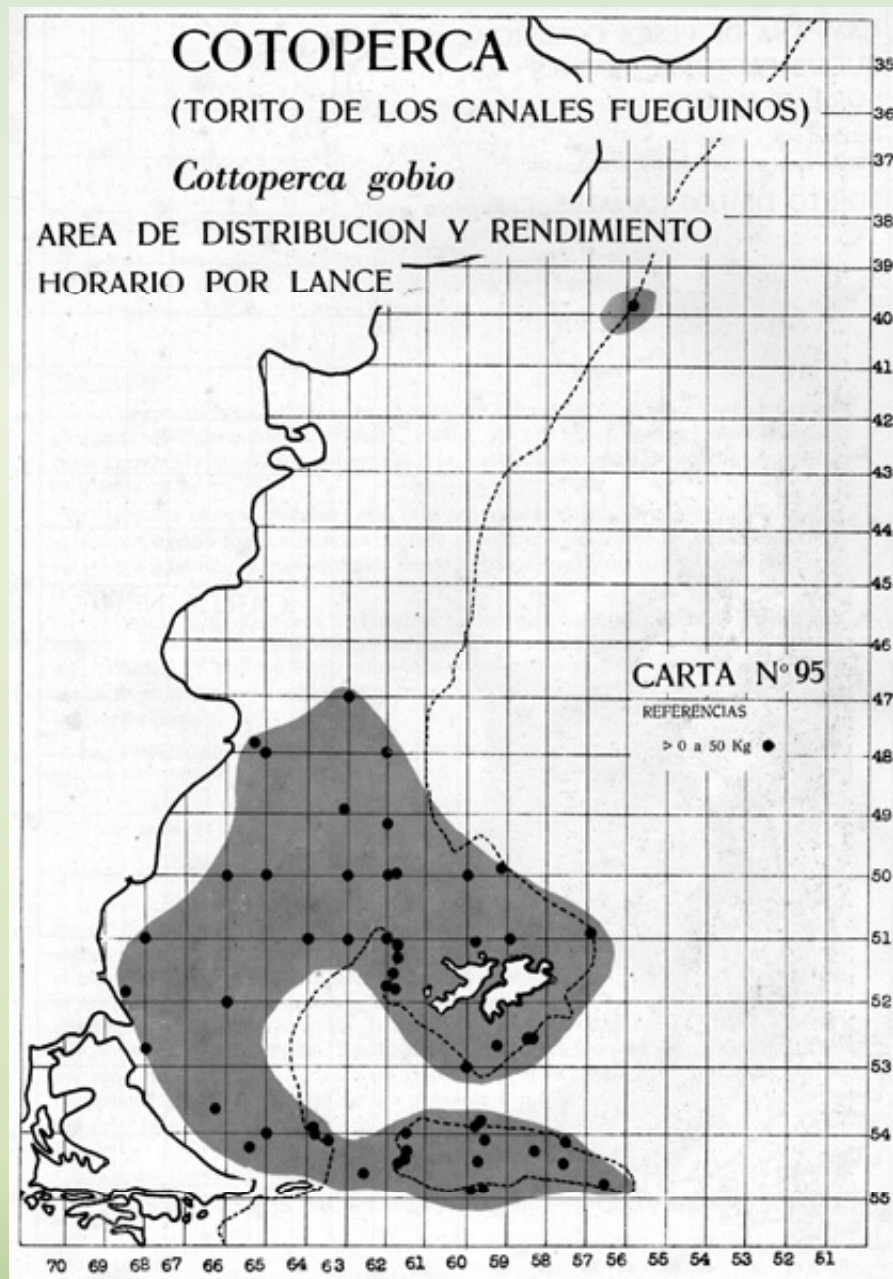 COTOPERCA
(TORITO DE LOS CANALES FUEGUINOS)
Cottoperca gobio
AREA DE DISTRIBUCION Y RENDIMIENTO
HORARIO POR LANCE
35
36
37
38
39
40
41
42
43
44
45
46
CARTA Nº 95
REFERENCIAS
47
> 0 a 50 Kg
48
49
50
51
52
53
54
55
70 69 68 67 66 65 64 63 62 61 60 59 58 57 56 55 54 53 52 51